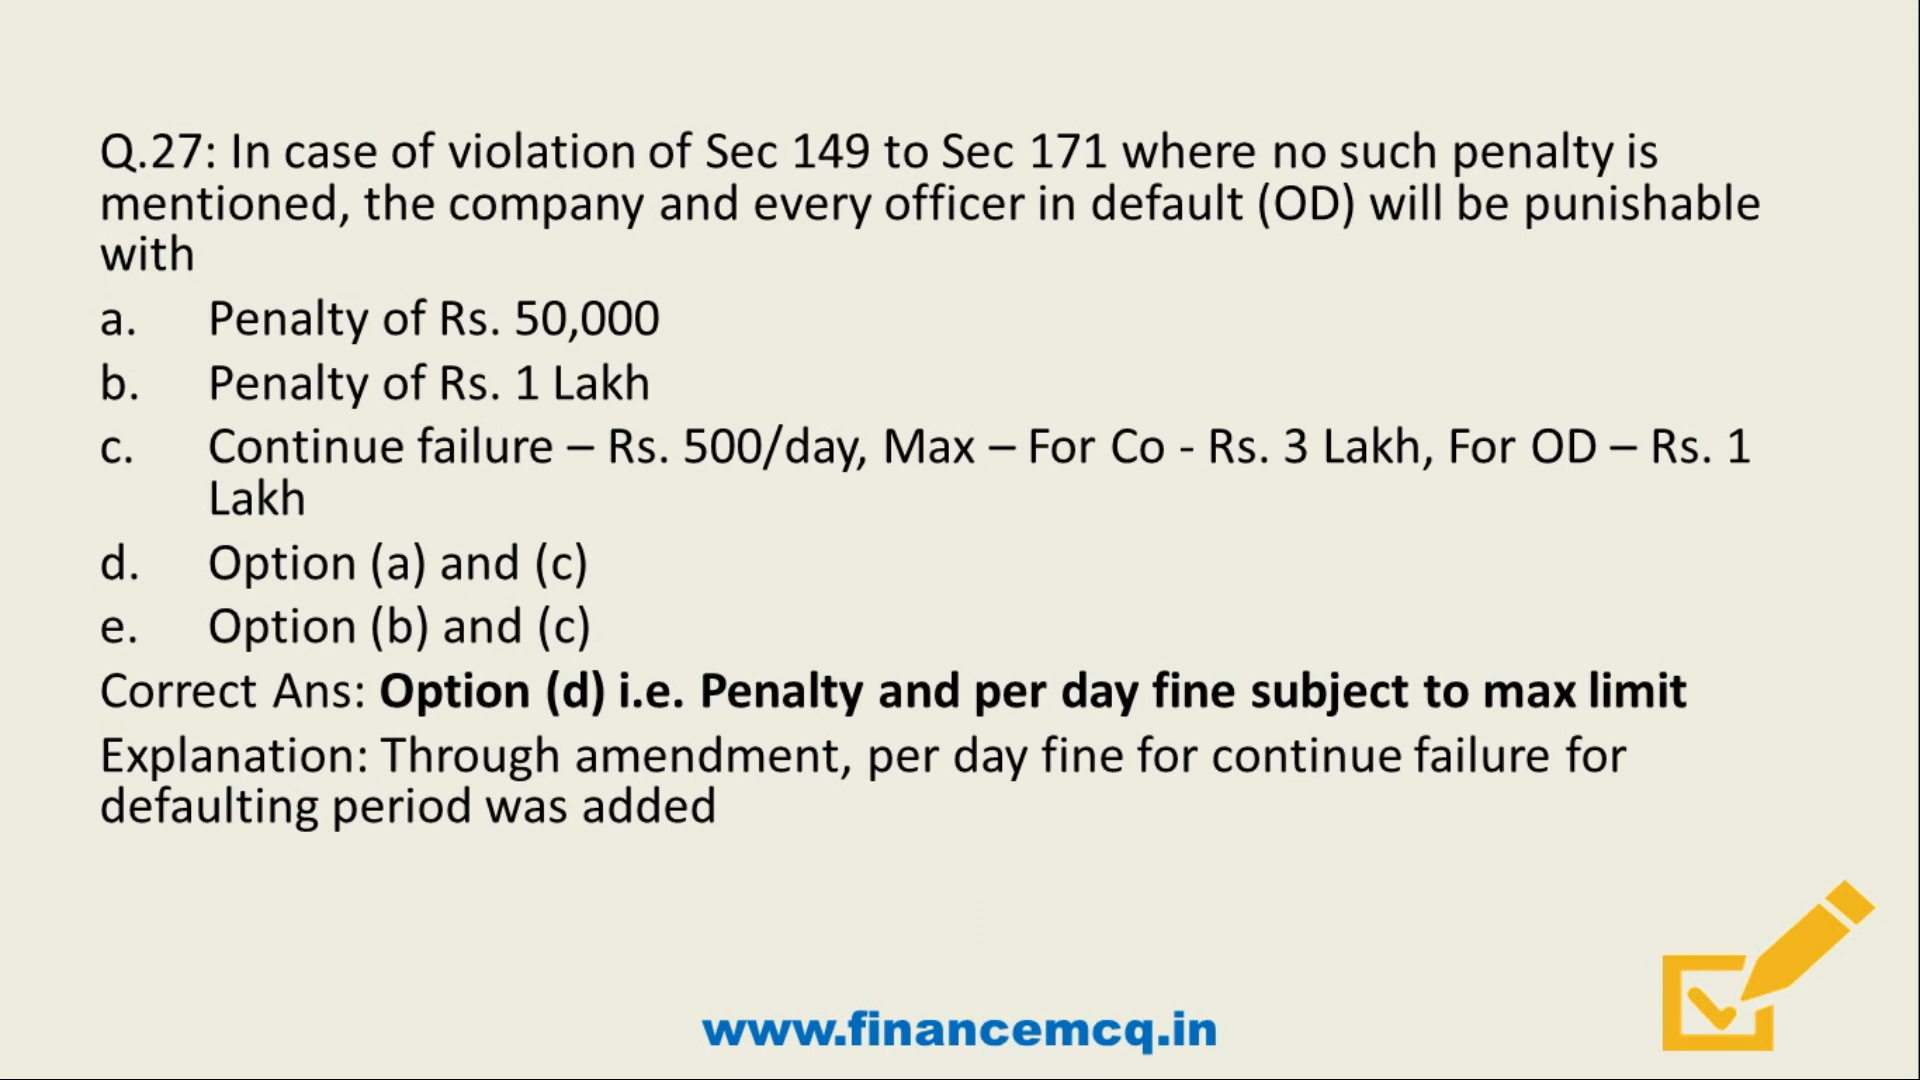 Q.27: In case of violation of Sec 149 to Sec 171 where no such penalty is
mentioned, the company and every officer in default (OD) will be punishable
with
a. Penalty of Rs. 50,000
b. Penalty of Rs. 1 Lakh
c. Continue failure – Rs. 500/day, Max – For Co - Rs. 3 Lakh, For OD – Rs. 1
Lakh
d. Option (a) and (c)
e. Option (b) and (c)
Correct Ans: Option (d) i.e. Penalty and per day fine subject to max limit
Explanation: Through amendment, per day fine for continue failure for
defaulting period was added
www.financemcq.in